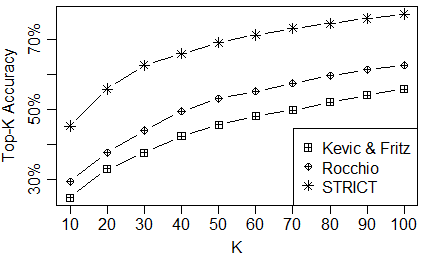 Top-K Accuracy
70%
50%
30%
Kevic & Fritz
Rocchio
STRICT
10 20 30 40 50 60 70 80 90 100
K